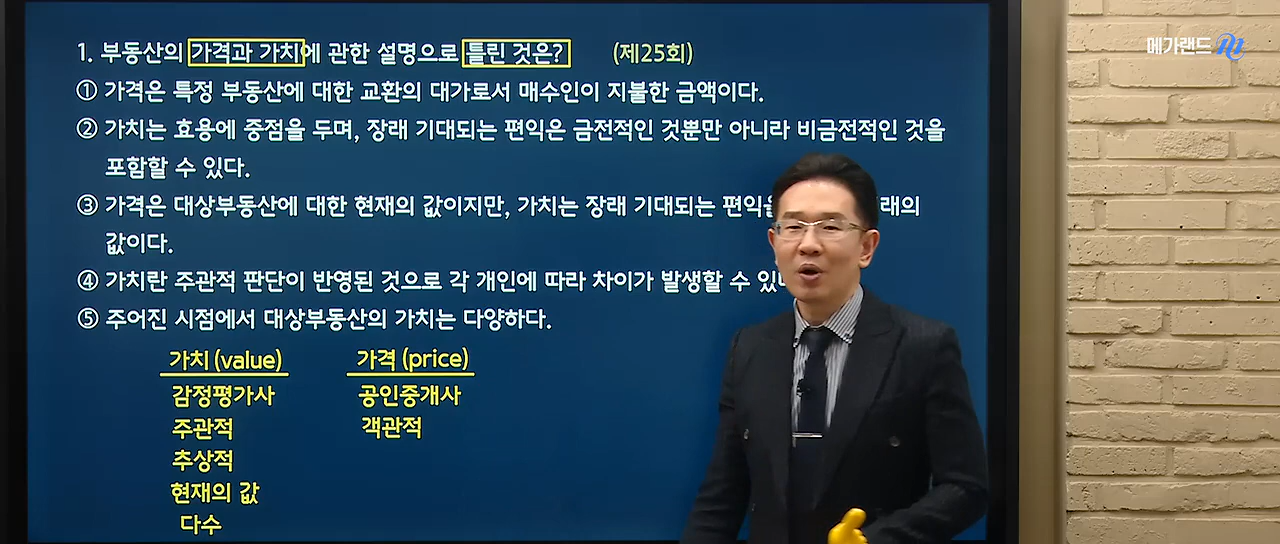 1. 부동산의 가격과 가치에 관한 설명으로 틀린 것은? (제25회)
메가랜드
① 가격은 특정 부동산에 대한 교환의 대가로서 매수인이 지불한 금액이다.
② 가치는 효용에 중점을 두며, 장래 기대되는 편익은 금전적인 것뿐만 아니라 비금전적인 것을
포함할 수 있다.
③ 가격은 대상부동산에 대한 현재의 값이지만, 가치는 장래 기대되는 편익을 래의
값이다.
④ 가치란 주관적 판단이 반영된 것으로 각 개인에 따라 차이가 발생할 수
⑤ 주어진 시점에서 대상부동산의 가치는 다양하다.
가치 (value) 가격 (price)
감정평가사 공인중개사
주관적 객관적
추상적
현재의 값
다수